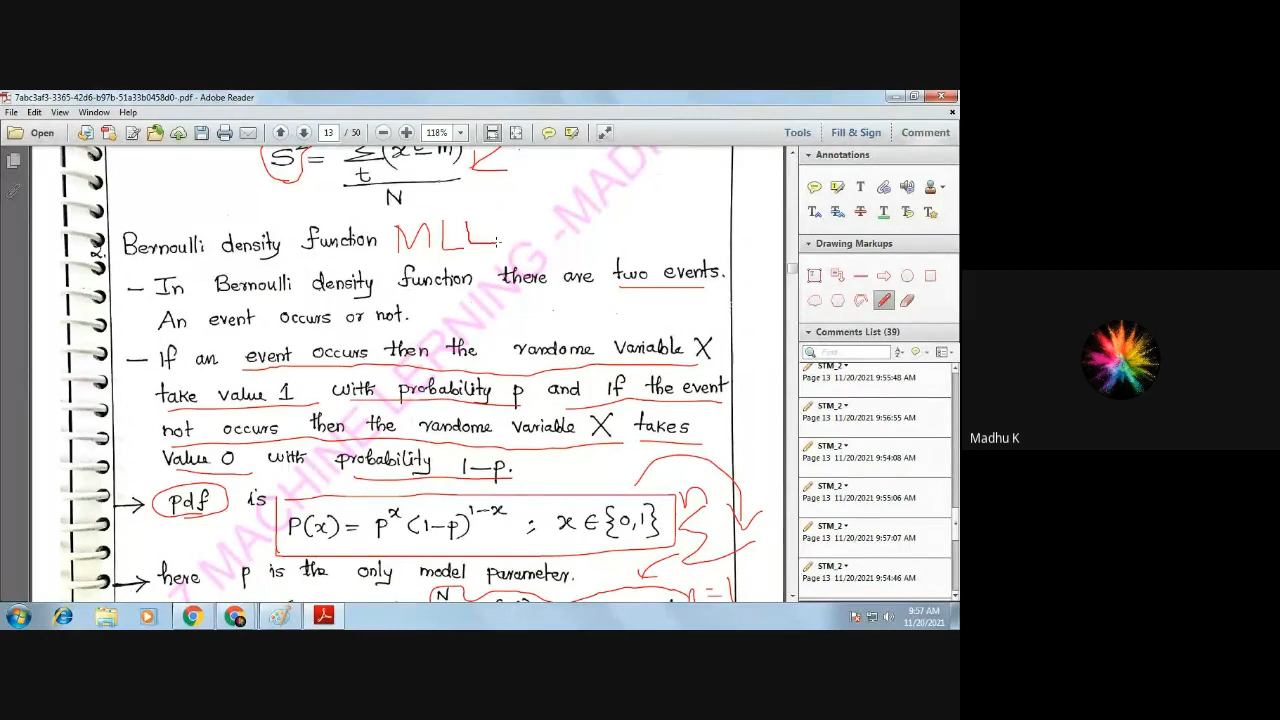 7abc3af3-3365-42d6-b97b-51a33b0458d0-.pdf - Adobe Reader
File Edit View Window Help
Open 13 / 50 118% Tools Fill & Sign Comment
S² = Σ (xᵗ - m)
t
N
2. Bernoulli density function MLL
- In Bernoulli density function there are two events.
An event occurs or not.
- If an event occurs then the randome variable X
take value 1 with probability p and if the event
not occurs then the randome variable X takes
value 0 with probability 1-p.
→ pdf is P(x) = p^x (1-p)^1-x ; x ∈ {0,1}
n
Σ
n=1
→ here p is the only model parameter.
N
MACHINE LEARNING - MAD
Annotations
Drawing Markups
Comments List (39)
Find
STM_2
Page 13 11/20/2021 9:55:48 AM
STM_2
Page 13 11/20/2021 9:56:55 AM
STM_2
Page 13 11/20/2021 9:54:08 AM
STM_2
Page 13 11/20/2021 9:55:06 AM
STM_2
Page 13 11/20/2021 9:57:07 AM
STM_2
Page 13 11/20/2021 9:54:46 AM
9:57 AM
11/20/2021
Madhu K